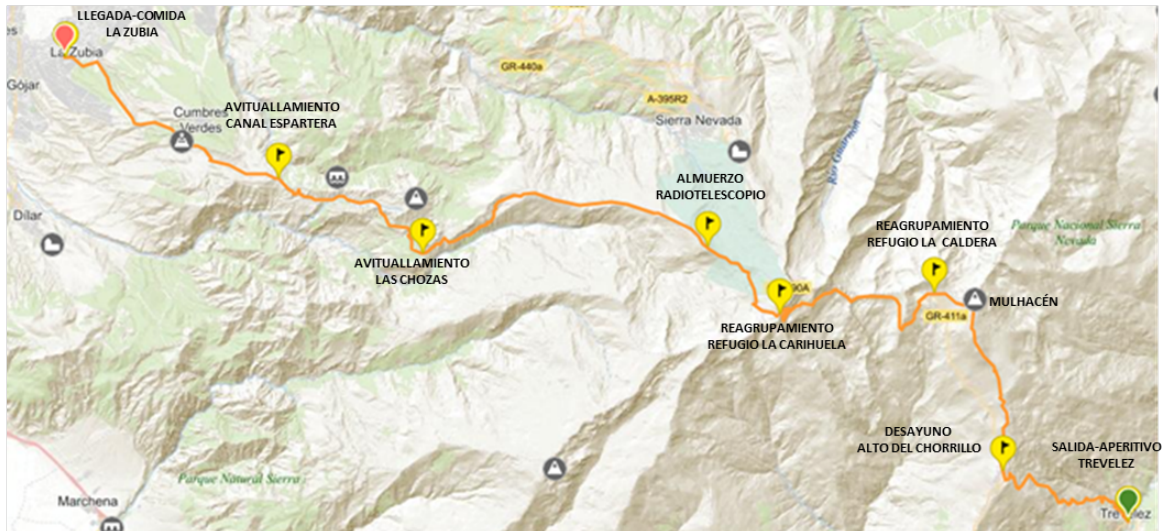 LLEGADA-COMIDA
LA ZUBIA
La Zubia
Gójar
GR-440a
A-395R2
Cumbres
Verdes
AVITUALLAMIENTO
CANAL ESPARTERA
Sierra Nevada
Río Guarnón
ALMUERZO
RADIOTELESCOPIO
Dílar
REAGRUPAMIENTO
REFUGIO LA CALDERA
Parque Nacional Sierra
Nevada
AVITUALLAMIENTO
LAS CHOZAS
MULHACÉN
GR-411a
REAGRUPAMIENTO
REFUGIO LA CARIHUELA
DESAYUNO
ALTO DEL CHORRILLO
SALIDA-APERITIVO
TREVELEZ
Parque Natural Sierra
Marchena